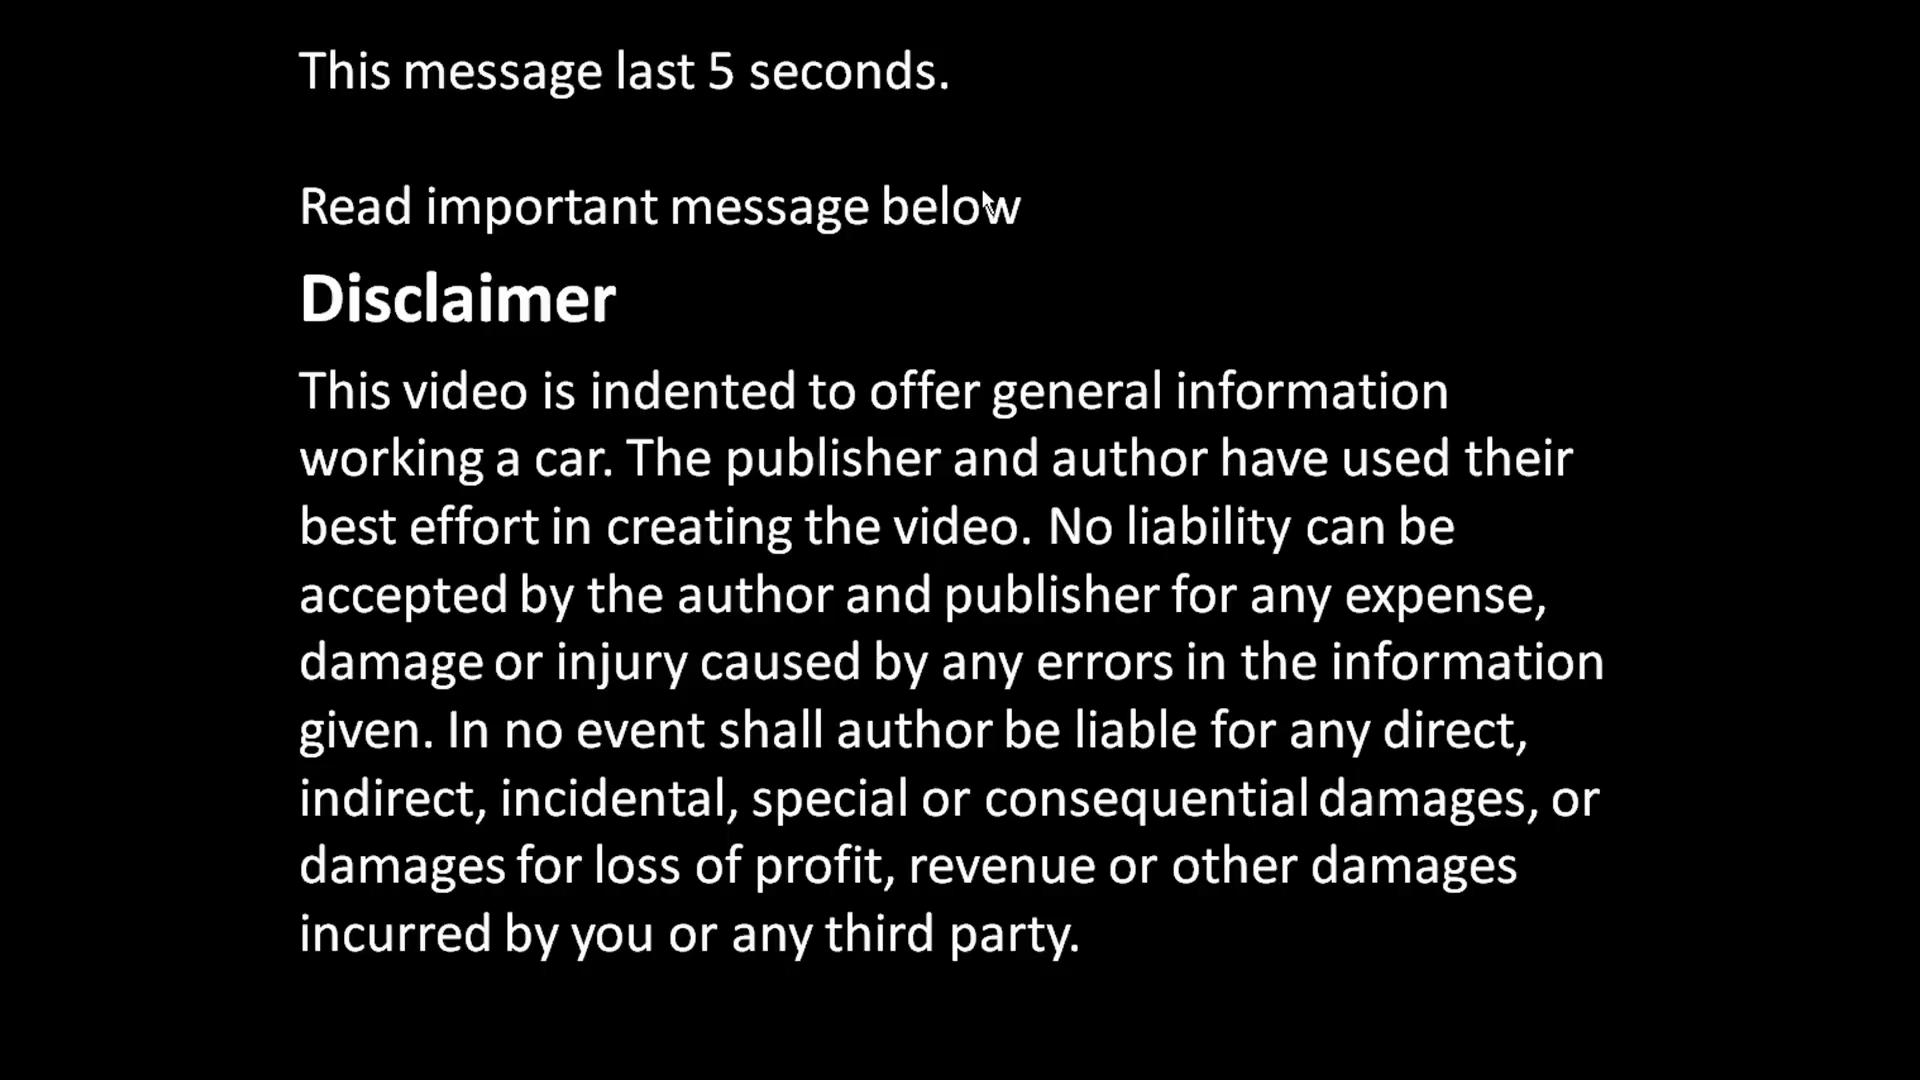 This message last 5 seconds.
Read important message below
Disclaimer
This video is indented to offer general information
working a car. The publisher and author have used their
best effort in creating the video. No liability can be
accepted by the author and publisher for any expense,
damage or injury caused by any errors in the information
given. In no event shall author be liable for any direct,
indirect, incidental, special or consequential damages, or
damages for loss of profit, revenue or other damages
incurred by you or any third party.